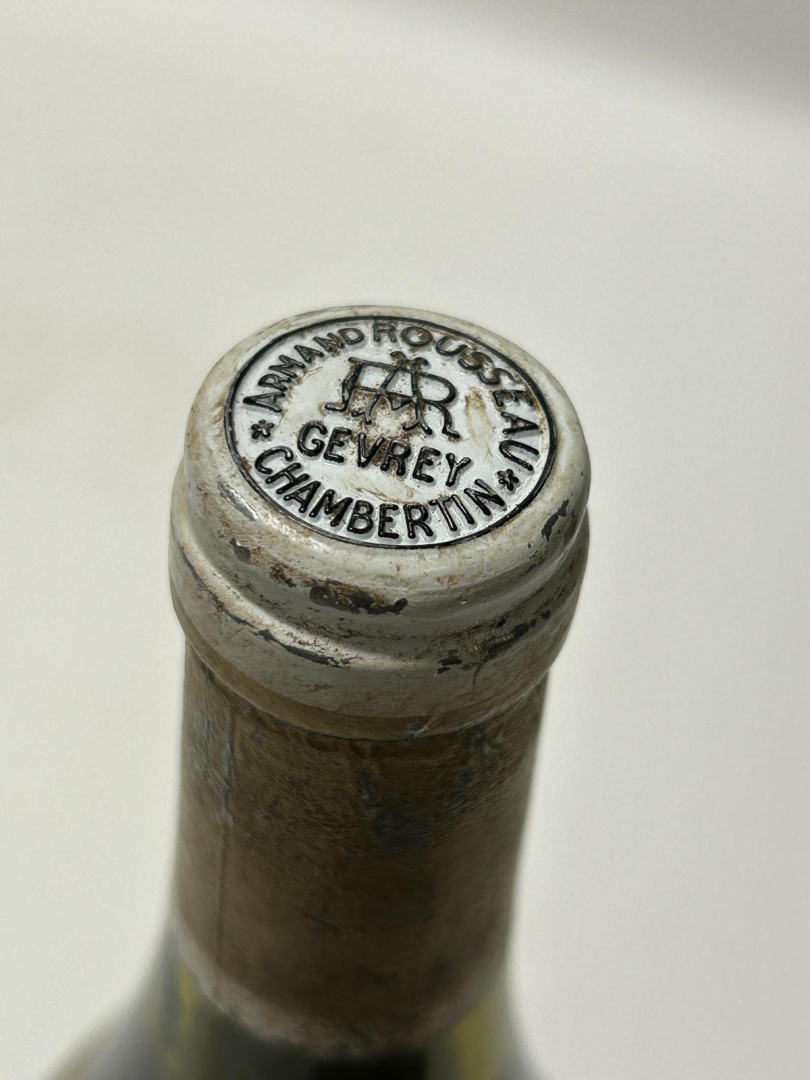 ARMAND ROUSSEAU
AR
GEVREY
* CHAMBERTIN *